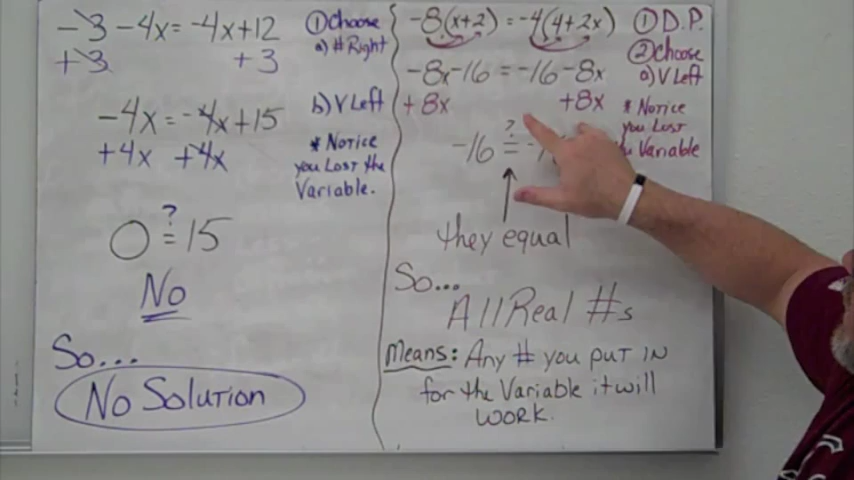 -3 - 4x = -4x + 12
+3 +3
-4x = -4x + 15
+4x +4x
0 ≟ 15
No
So...
No Solution
① Choose
a) # Right
b) V Left
* Notice
you Lost the
Variable.
-8(x+2) = -4(4+2x)
-8x - 16 = -16 - 8x
+8x +8x
-16 ≟
they equal
So...
All Real #s
Means: Any # you put in
for the Variable it will
work.
① D.P.
② Choose
a) V Left
* Notice
you Lost
Variable